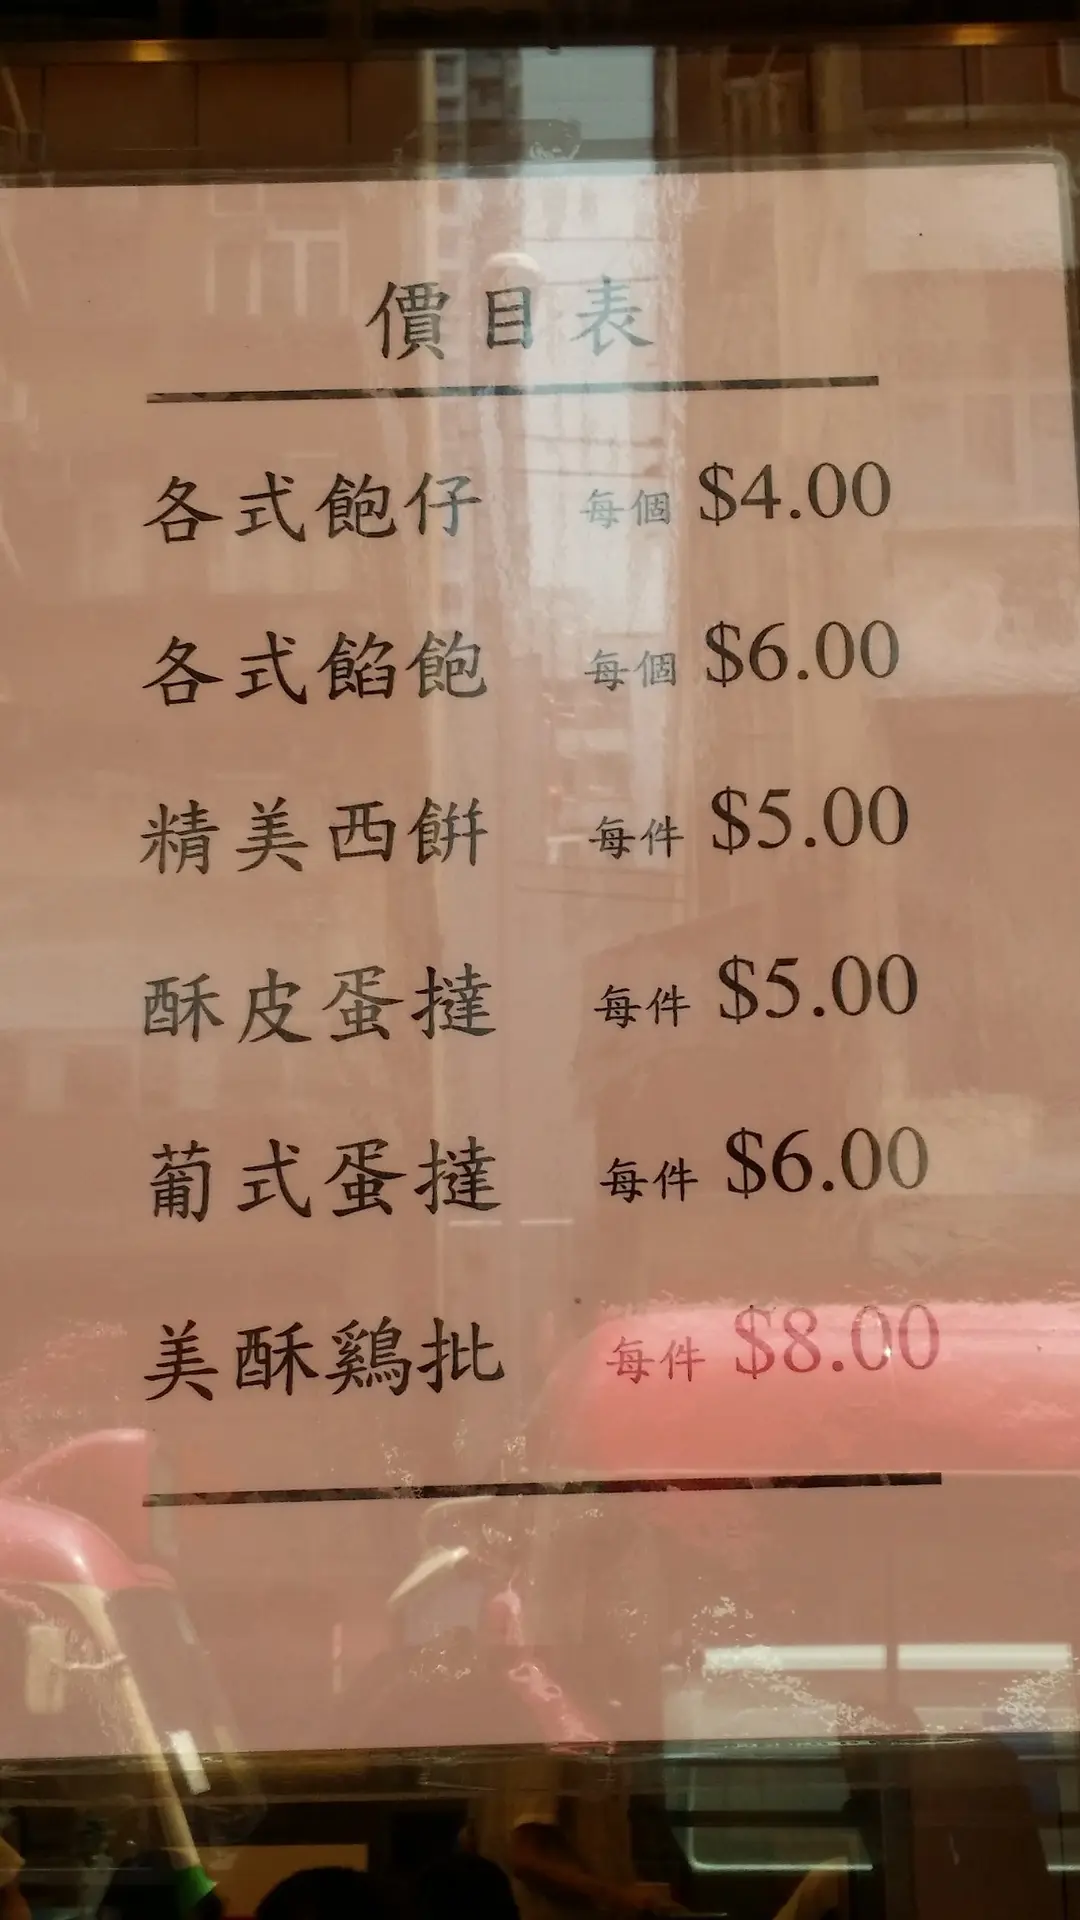 價目表
各式飽仔 每個 $4.00
各式餡飽 每個 $6.00
精美西餅 每件 $5.00
酥皮蛋撻 每件 $5.00
葡式蛋撻 每件 $6.00
美酥鷄批 每件 $8.00